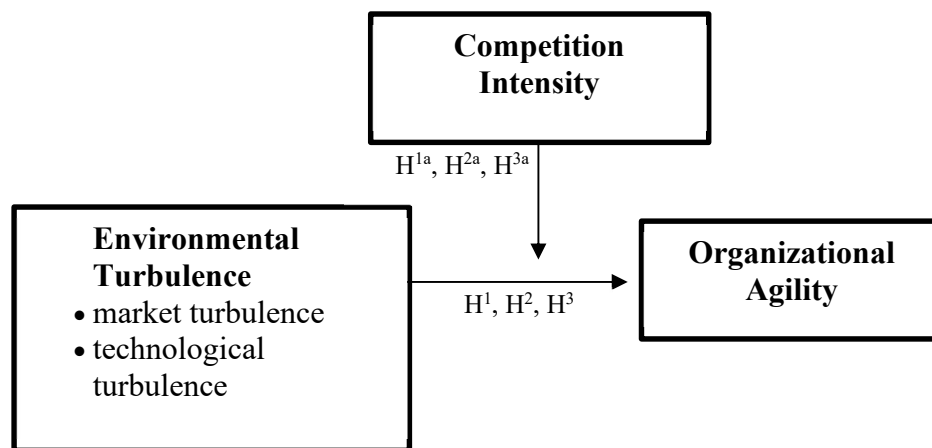 Competition
Intensity
H¹ᵃ, H²ᵃ, H³ᵃ
Environmental
Turbulence
• market turbulence
• technological
turbulence
H¹, H², H³
Organizational
Agility